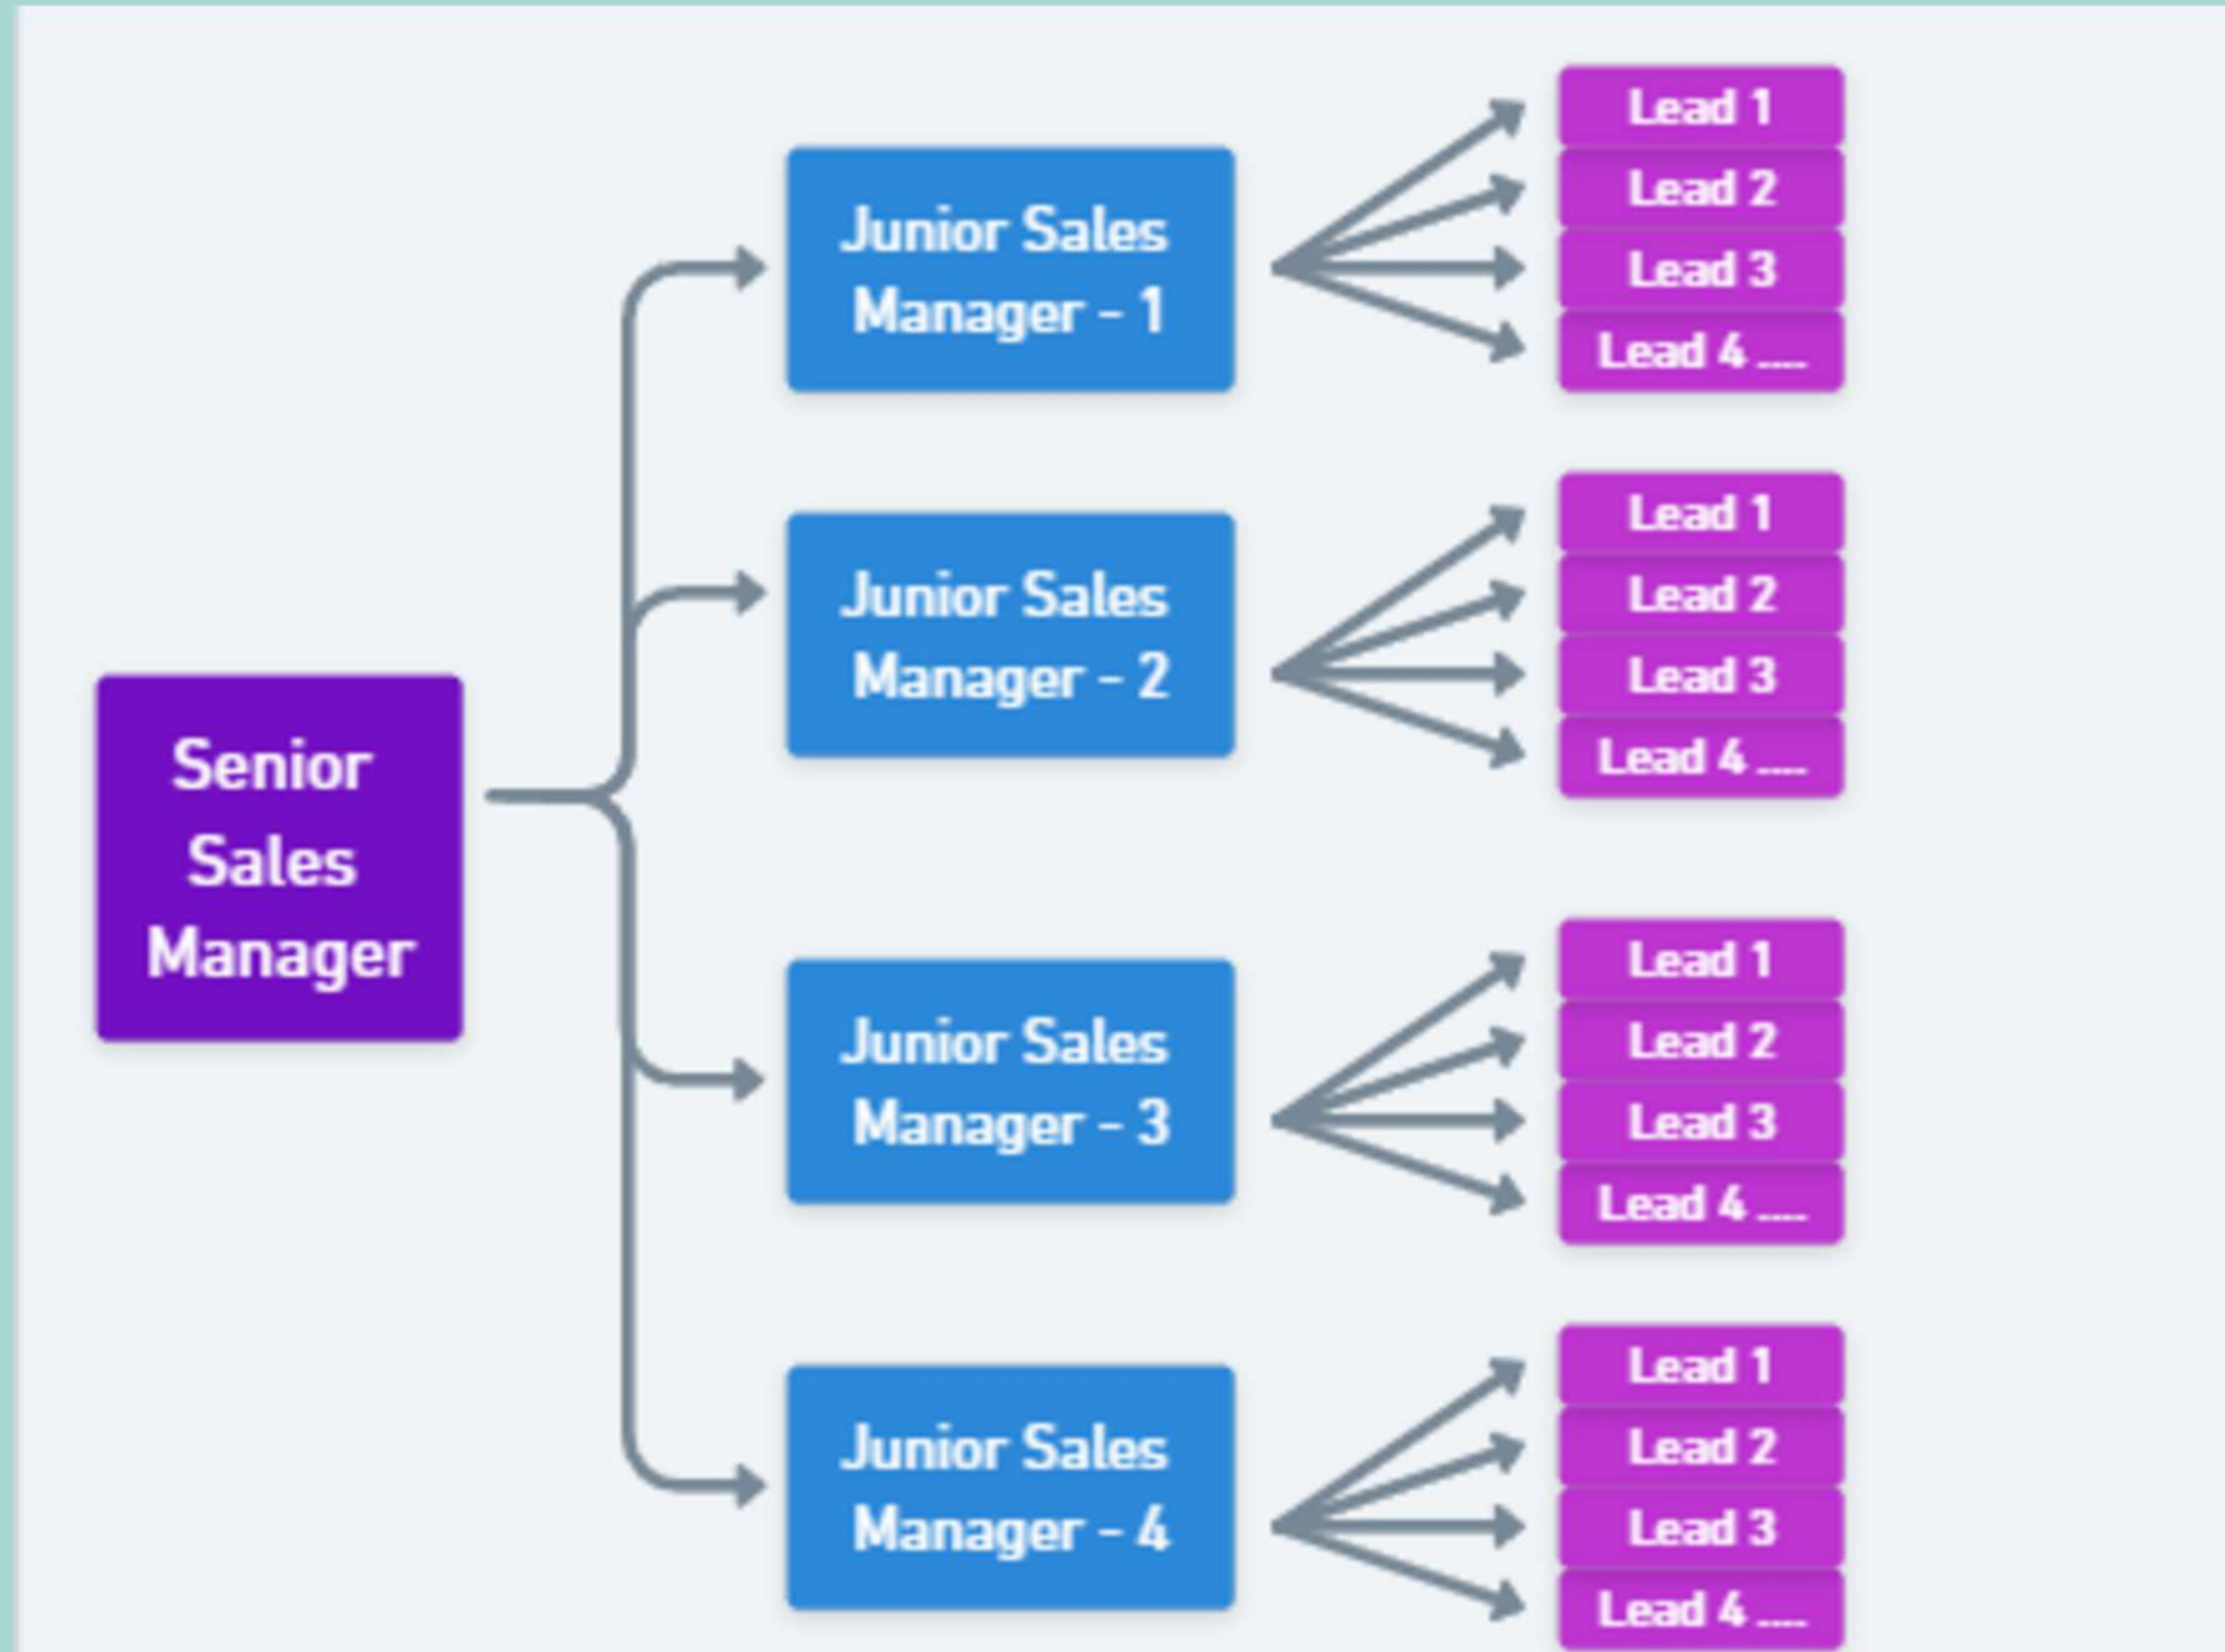 Senior
Sales
Manager
Junior Sales
Manager - 1
Lead 1
Lead 2
Lead 3
Lead 4 ....
Junior Sales
Manager - 2
Lead 1
Lead 2
Lead 3
Lead 4 ....
Junior Sales
Manager - 3
Lead 1
Lead 2
Lead 3
Lead 4 ....
Junior Sales
Manager - 4
Lead 1
Lead 2
Lead 3
Lead 4 ....